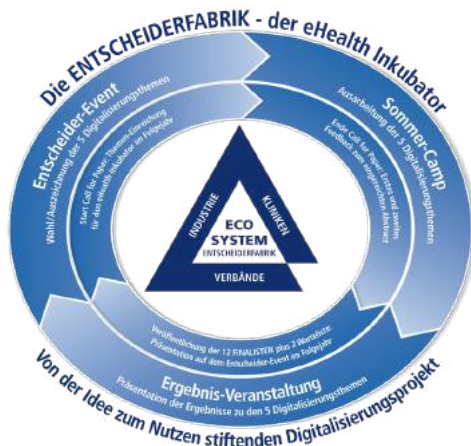 Die ENTSCHEIDERFABRIK - der eHealth Inkubator
Entscheider-Event
Wahl/Auszeichnung der 5 Digitalisierungsthemen
Start Call for Paper: Themen-Einreichung
für den eHealth Inkubator im Folgejahr
Sommer-Camp
Ausarbeitung der 5 Digitalisierungsthemen
Ende Call for Paper: Erstes und zweites
Feedback zum eingereichten Abstract
INDUSTRIE
KLINIKEN
ECO
SYSTEM
ENTSCHEIDERFABRIK
VERBÄNDE
Veröffentlichung der 12 FINALISTEN plus 2 Warteliste:
Präsentation auf dem Entscheider-Event im Folgejahr
Ergebnis-Veranstaltung
Präsentation der Ergebnisse zu den 5 Digitalisierungsthemen
Von der Idee zum Nutzen stiftenden Digitalisierungsprojekt